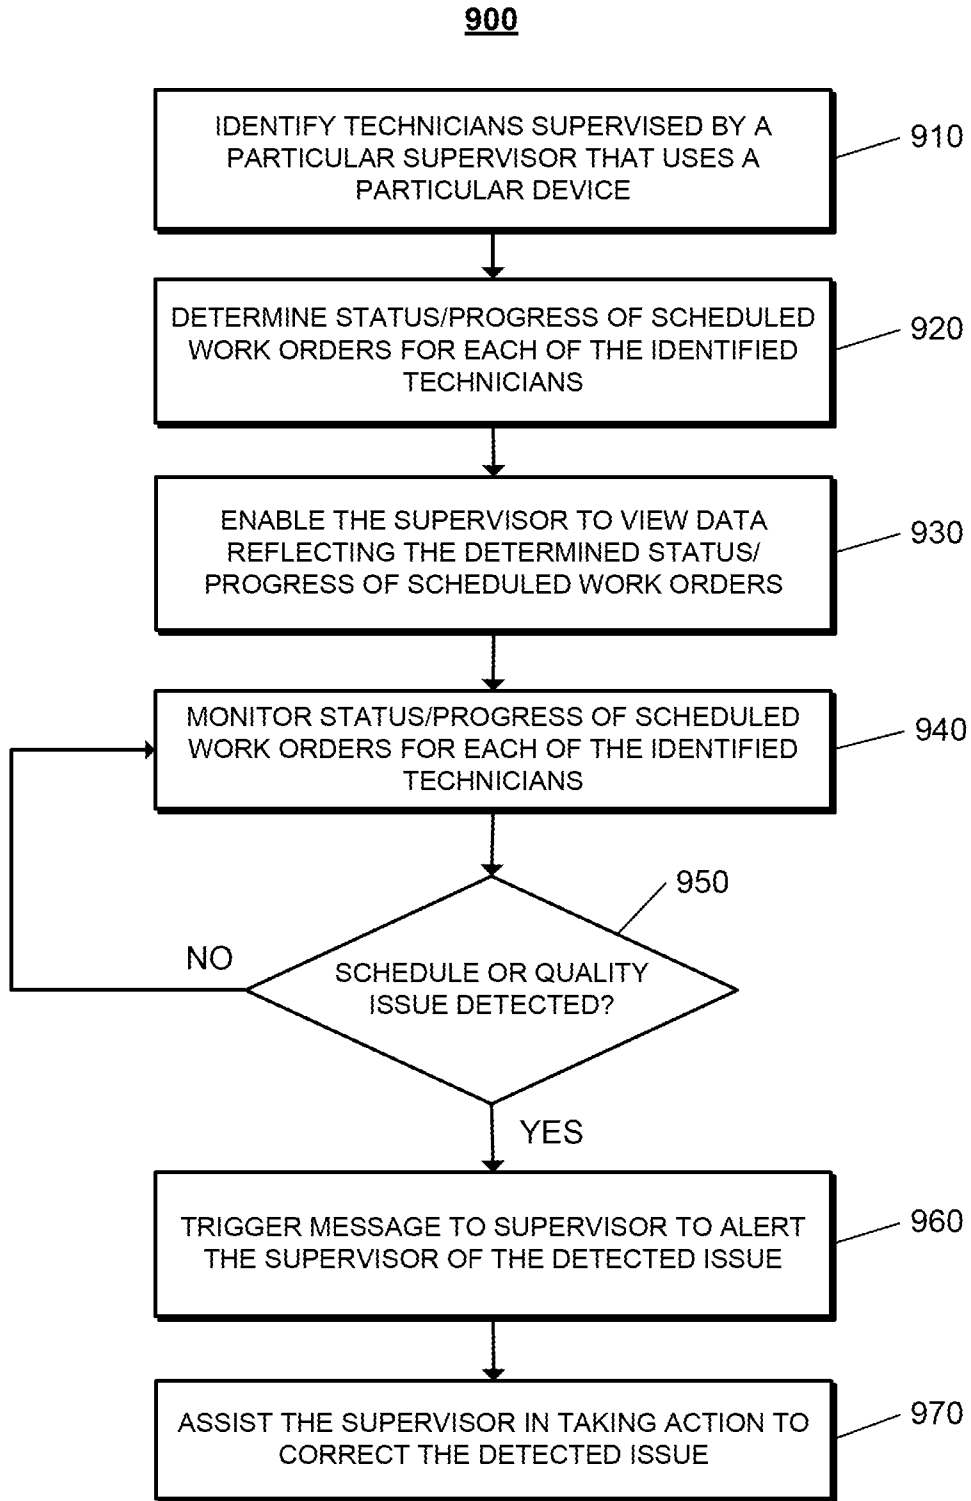 900
IDENTIFY TECHNICIANS SUPERVISED BY A
PARTICULAR SUPERVISOR THAT USES A
PARTICULAR DEVICE
910
DETERMINE STATUS/PROGRESS OF SCHEDULED
WORK ORDERS FOR EACH OF THE IDENTIFIED
TECHNICIANS
920
ENABLE THE SUPERVISOR TO VIEW DATA
REFLECTING THE DETERMINED STATUS/
PROGRESS OF SCHEDULED WORK ORDERS
930
MONITOR STATUS/PROGRESS OF SCHEDULED
WORK ORDERS FOR EACH OF THE IDENTIFIED
TECHNICIANS
940
950
NO
SCHEDULE OR QUALITY
ISSUE DETECTED?
YES
TRIGGER MESSAGE TO SUPERVISOR TO ALERT
THE SUPERVISOR OF THE DETECTED ISSUE
960
ASSIST THE SUPERVISOR IN TAKING ACTION TO
CORRECT THE DETECTED ISSUE
970